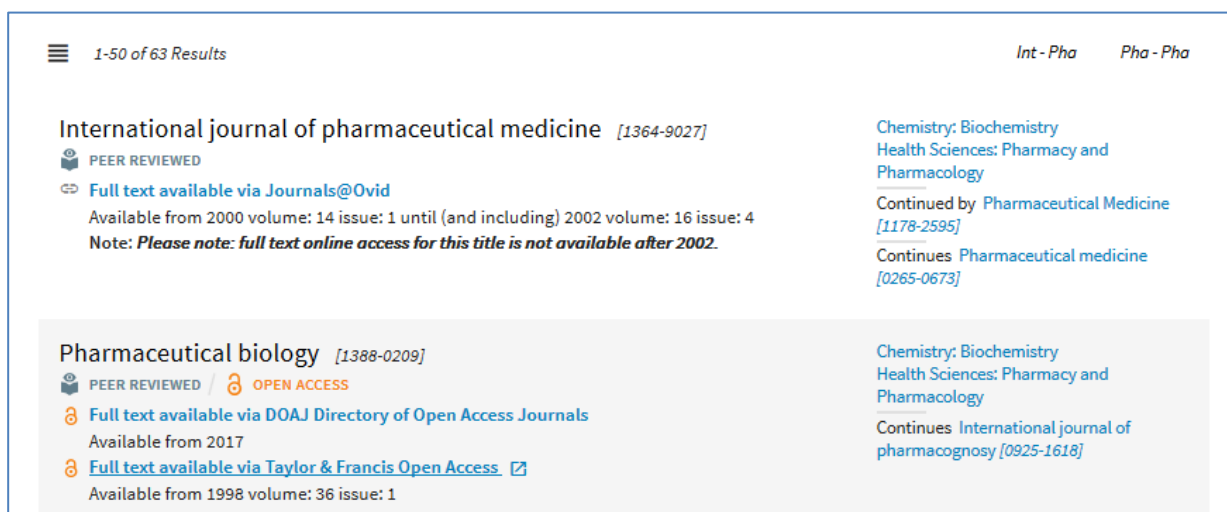 1-50 of 63 Results
Int - Pha Pha - Pha
International journal of pharmaceutical medicine [1364-9027]
PEER REVIEWED
Full text available via Journals@Ovid
Available from 2000 volume: 14 issue: 1 until (and including) 2002 volume: 16 issue: 4
Note: Please note: full text online access for this title is not available after 2002.
Chemistry: Biochemistry
Health Sciences: Pharmacy and
Pharmacology
Continued by Pharmaceutical Medicine
[1178-2595]
Continues Pharmaceutical medicine
[0265-0673]
Pharmaceutical biology [1388-0209]
PEER REVIEWED / OPEN ACCESS
Full text available via DOAJ Directory of Open Access Journals
Available from 2017
Full text available via Taylor & Francis Open Access
Available from 1998 volume: 36 issue: 1
Chemistry: Biochemistry
Health Sciences: Pharmacy and
Pharmacology
Continues International journal of
pharmacognosy [0925-1618]